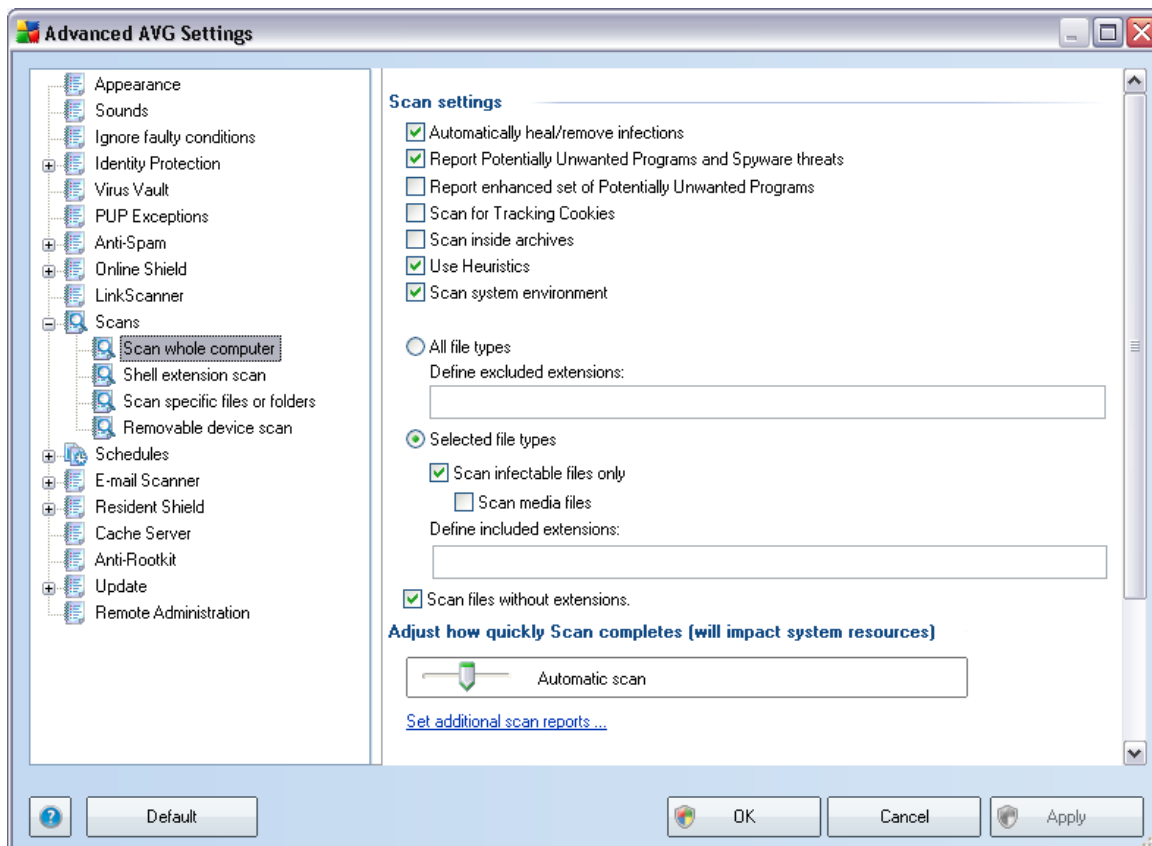 Advanced AVG Settings
Appearance
Sounds
Ignore faulty conditions
Identity Protection
Virus Vault
PUP Exceptions
Anti-Spam
Online Shield
LinkScanner
Scans
Scan whole computer
Shell extension scan
Scan specific files or folders
Removable device scan
Schedules
E-mail Scanner
Resident Shield
Cache Server
Anti-Rootkit
Update
Remote Administration
Scan settings
Automatically heal/remove infections
Report Potentially Unwanted Programs and Spyware threats
Report enhanced set of Potentially Unwanted Programs
Scan for Tracking Cookies
Scan inside archives
Use Heuristics
Scan system environment
All file types
Define excluded extensions:
Selected file types
Scan infectable files only
Scan media files
Define included extensions:
Scan files without extensions.
Adjust how quickly Scan completes (will impact system resources)
Automatic scan
Set additional scan reports ...
Default
OK
Cancel
Apply